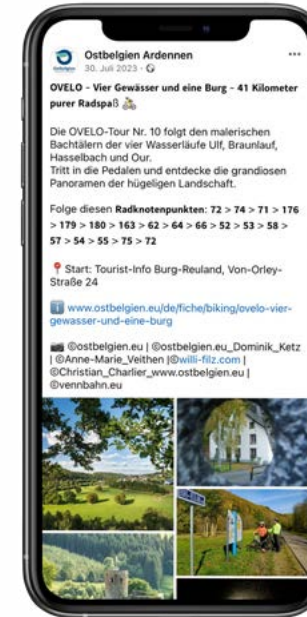 Ostbelgien Ardennen
30. Juli 2023 ·
OVELO - Vier Gewässer und eine Burg - 41 Kilometer
purer Radspaß 🚴
Die OVELO-Tour Nr. 10 folgt den malerischen
Bachtälern der vier Wasserläufe Ulf, Braunlauf,
Hasselbach und Our.
Tritt in die Pedalen und entdecke die grandiosen
Panoramen der hügeligen Landschaft.
Folge diesen Radknotenpunkten: 72 > 74 > 71 > 176
> 179 > 180 > 163 > 62 > 64 > 66 > 52 > 53 > 58 >
57 > 54 > 55 > 75 > 72
📍 Start: Tourist-Info Burg-Reuland, Von-Orley-
Straße 24
ℹ️ www.ostbelgien.eu/de/fiche/biking/ovelo-vier-
gewasser-und-eine-burg
📷 ©ostbelgien.eu | ©ostbelgien.eu_Dominik_Ketz
| ©Anne-Marie_Veithen |©willi-filz.com |
©Christian_Charlier_www.ostbelgien.eu |
©vennbahn.eu